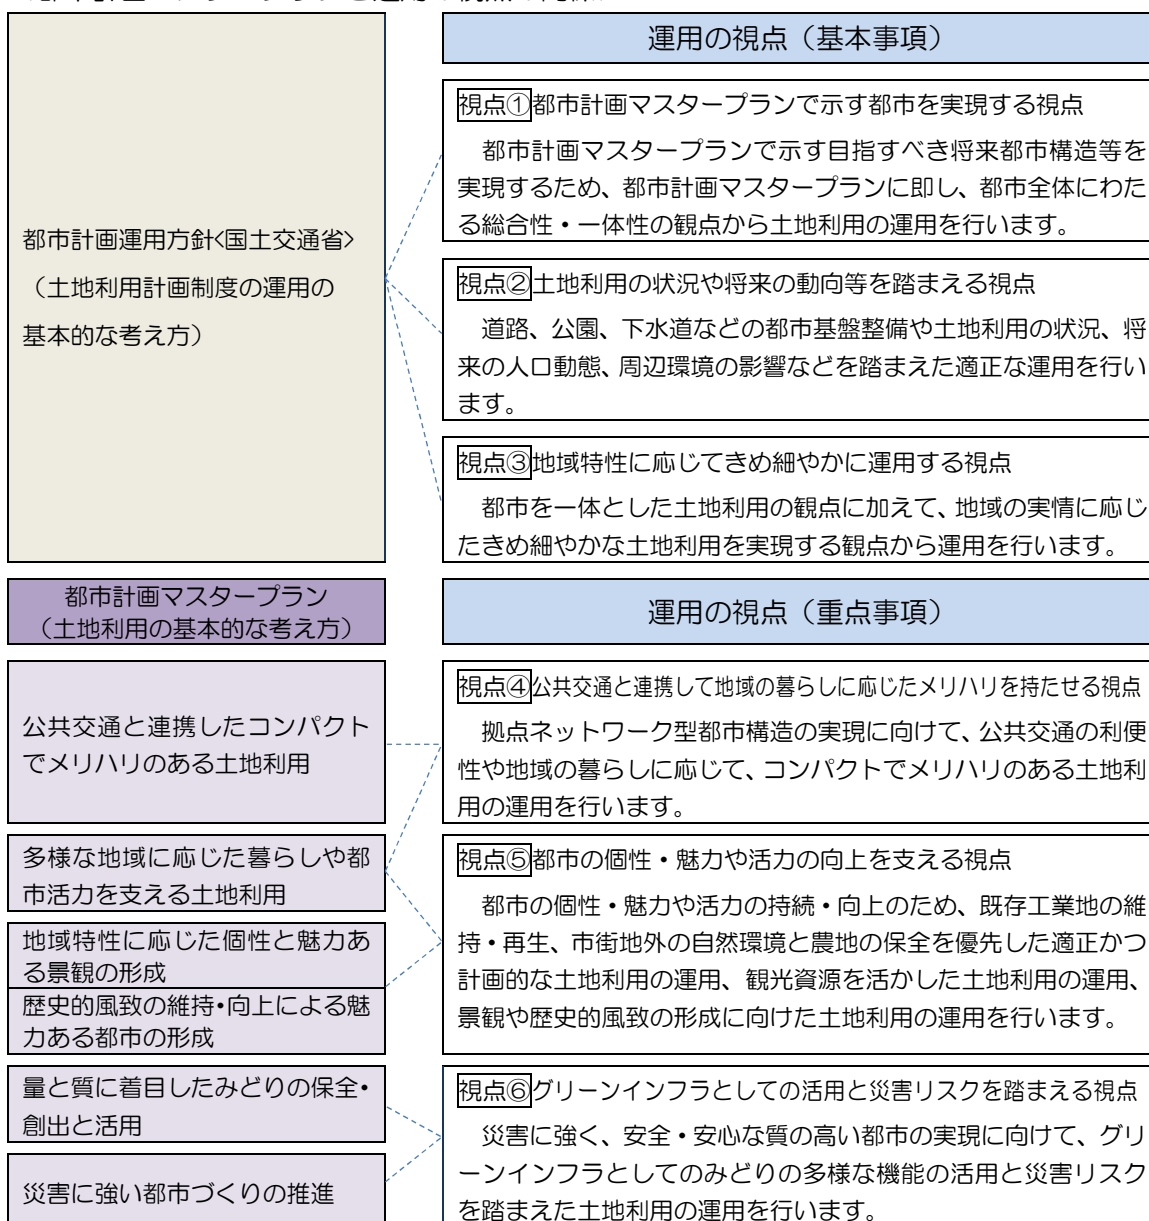 運用の視点（基本事項）
都市計画運用方針<国土交通省>
（土地利用計画制度の運用の
基本的な考え方）
視点①都市計画マスタープランで示す都市を実現する視点
都市計画マスタープランで示す目指すべき将来都市構造等を
実現するため、都市計画マスタープランに即し、都市全体にわた
る総合性・一体性の観点から土地利用の運用を行います。
視点②土地利用の状況や将来の動向等を踏まえる視点
道路、公園、下水道などの都市基盤整備や土地利用の状況、将
来の人口動態、周辺環境の影響などを踏まえた適正な運用を行い
ます。
視点③地域特性に応じてきめ細やかに運用する視点
都市を一体とした土地利用の観点に加えて、地域の実情に応じ
たきめ細やかな土地利用を実現する観点から運用を行います。
都市計画マスタープラン
（土地利用の基本的な考え方）
運用の視点（重点事項）
公共交通と連携したコンパクト
でメリハリのある土地利用
視点④公共交通と連携して地域の暮らしに応じたメリハリを持たせる視点
拠点ネットワーク型都市構造の実現に向けて、公共交通の利便
性や地域の暮らしに応じて、コンパクトでメリハリのある土地利
用の運用を行います。
多様な地域に応じた暮らしや都
市活力を支える土地利用
地域特性に応じた個性と魅力あ
る景観の形成
歴史的風致の維持・向上による魅
力ある都市の形成
視点⑤都市の個性・魅力や活力の向上を支える視点
都市の個性・魅力や活力の持続・向上のため、既存工業地の維
持・再生、市街地外の自然環境と農地の保全を優先した適正かつ
計画的な土地利用の運用、観光資源を活かした土地利用の運用、
景観や歴史的風致の形成に向けた土地利用の運用を行います。
量と質に着目したみどりの保全・
創出と活用
災害に強い都市づくりの推進
視点⑥グリーンインフラとしての活用と災害リスクを踏まえる視点
災害に強く、安全・安心な質の高い都市の実現に向けて、グリ
ーンインフラとしてのみどりの多様な機能の活用と災害リスク
を踏まえた土地利用の運用を行います。